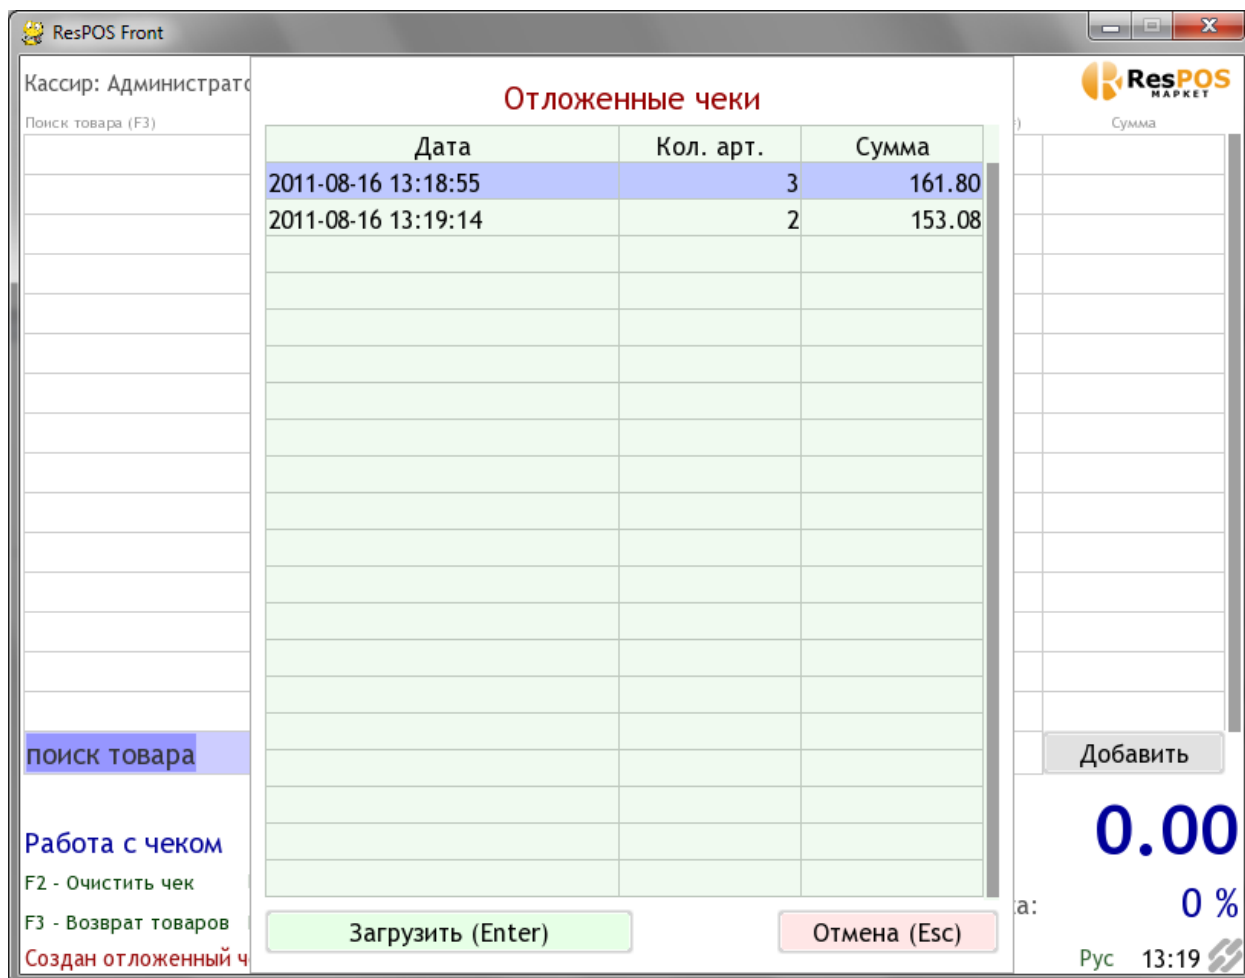 ResPOS Front
Кассир:
ResPOS
МАРКЕТ
Поиск товара (F3)
Сумма
Отложенные чеки
Дата Кол. арт. Сумма
2011-08-16 13:18:55 3 161.80
2011-08-16 13:19:14 2 153.08
поиск товара
Добавить
0.00
Работа с чеком
F2 - Очистить чек
0 %
F3 - Возврат товаров
Загрузить (Enter) Отмена (Esc)
Создан отложенный
Рус 13:19